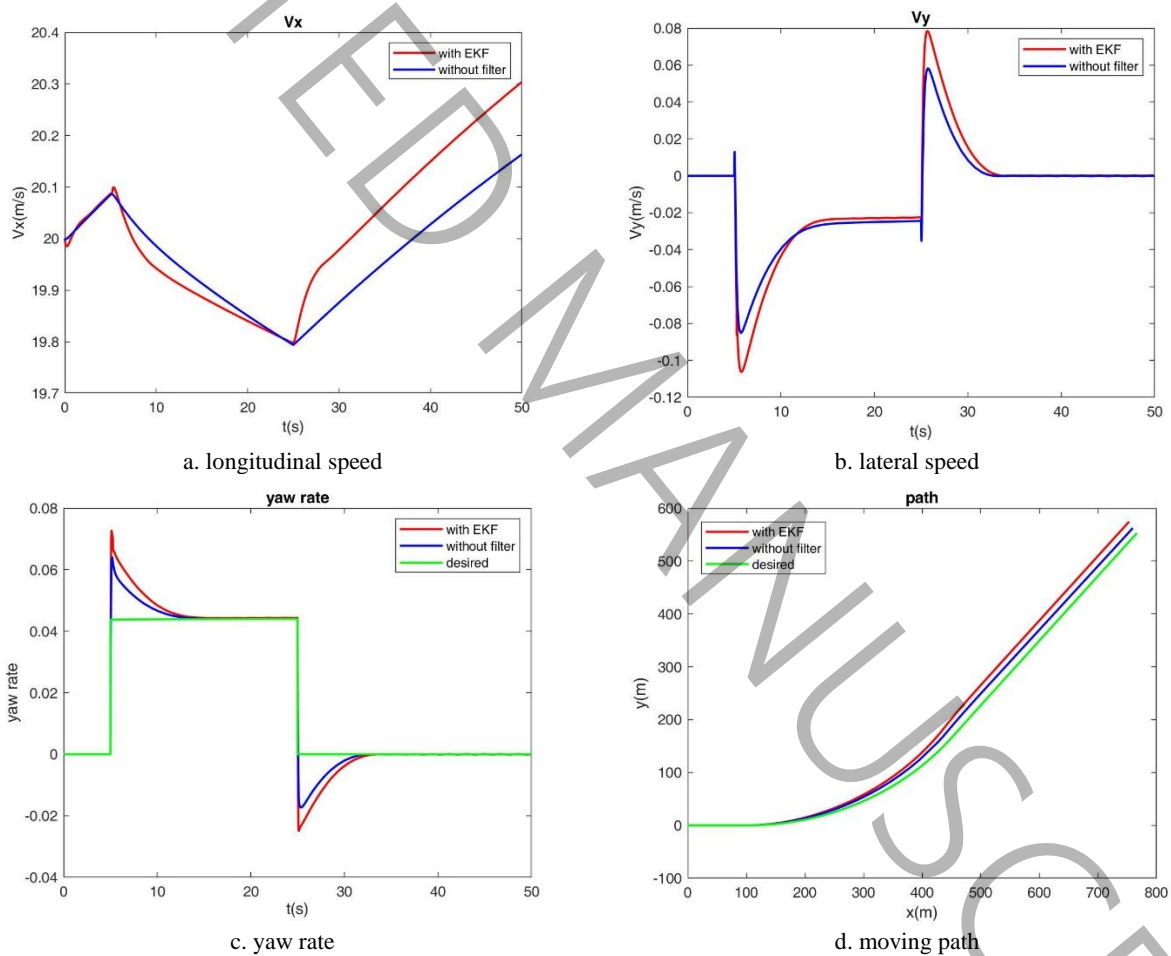 Vx
with EKF
without filter
20.4
20.3
20.2
20.1
20
19.9
19.8
19.7
Vx(m/s)
0 10 20 30 40 50
t(s)
a. longitudinal speed
Vy
with EKF
without filter
0.08
0.06
0.04
0.02
0
-0.02
-0.04
-0.06
-0.08
-0.1
-0.12
Vy(m/s)
0 10 20 30 40 50
t(s)
b. lateral speed
yaw rate
with EKF
without filter
desired
0.08
0.06
0.04
0.02
0
-0.02
-0.04
yaw rate
0 10 20 30 40 50
t(s)
c. yaw rate
path
with EKF
without filter
desired
600
500
400
300
200
100
0
-100
y(m)
0 100 200 300 400 500 600 700 800
x(m)
d. moving path
TED MANUSC